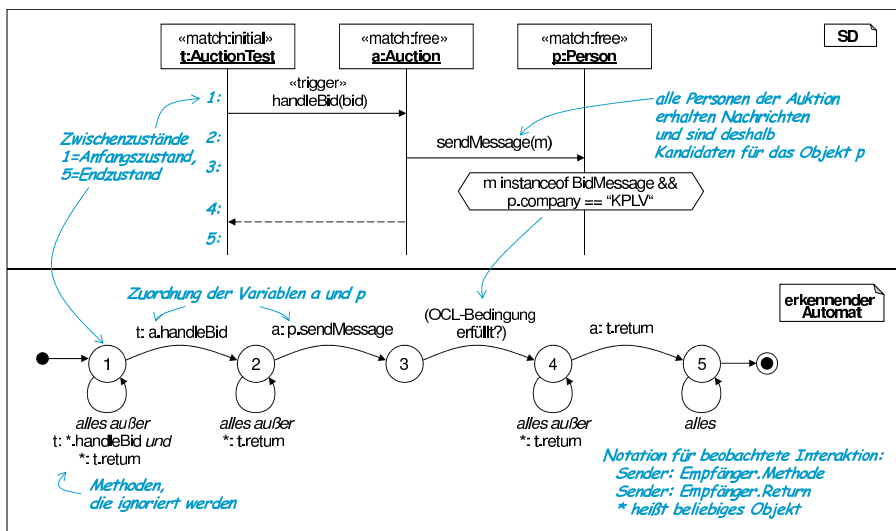 «match:initial»
t:AuctionTest
«match:free»
a:Auction
«match:free»
p:Person
SD
«trigger»
handleBid(bid)
1:
2:
3:
4:
5:
Zwischenzustände
1=Anfangszustand,
5=Endzustand
sendMessage(m)
alle Personen der Auktion
erhalten Nachrichten
und sind deshalb
Kandidaten für das Objekt p
m instanceof BidMessage &&
p.company == “KPLV“
erkennender
Automat
Zuordnung der Variablen a und p
t: a.handleBid
a: p.sendMessage
(OCL-Bedingung
erfüllt?)
a: t.return
1
2
3
4
5
alles außer
t: *.handleBid und
*: t.return
alles außer
*: t.return
alles außer
*: t.return
alles
Methoden,
die ignoriert werden
Notation für beobachtete Interaktion:
Sender: Empfänger.Methode
Sender: Empfänger.Return
* heißt beliebiges Objekt